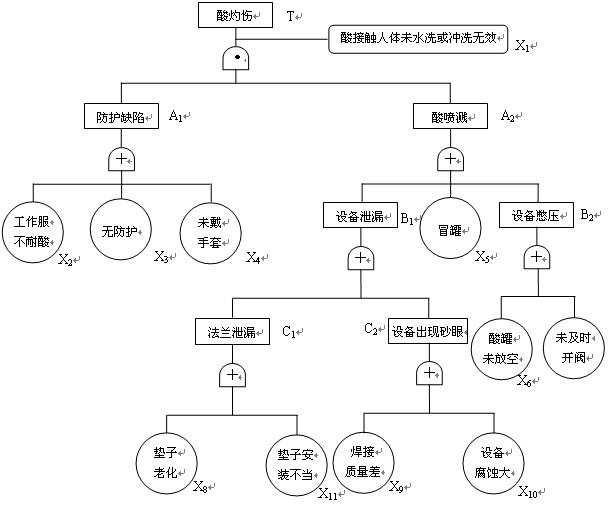 酸灼伤
T
酸接触人体未水洗或冲洗无效
X1
防护缺陷
A1
酸喷溅
A2
工作服
不耐酸
X2
无防护
X3
未戴
手套
X4
设备泄漏
B1
冒罐
X5
设备憋压
B2
法兰泄漏
C1
C2
设备出现砂眼
酸罐
未放空
X6
未及时
开阀
垫子
老化
X8
垫子安
装不当
X11
焊接
质量差
X9
设备
腐蚀大
X10